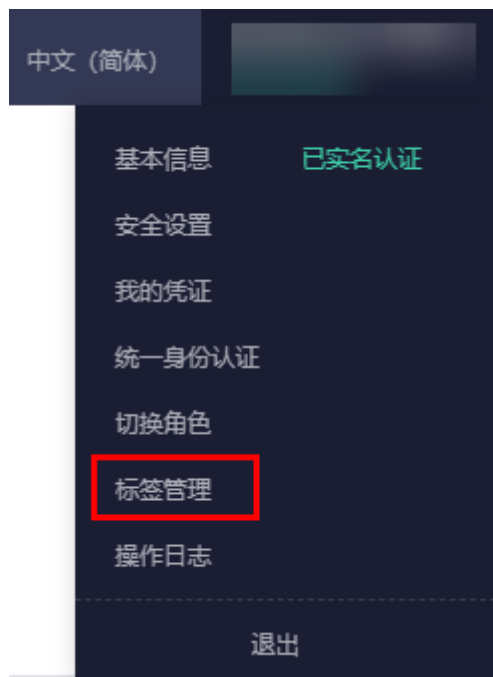 中文（简体）
基本信息 已实名认证
安全设置
我的凭证
统一身份认证
切换角色
标签管理
操作日志
退出